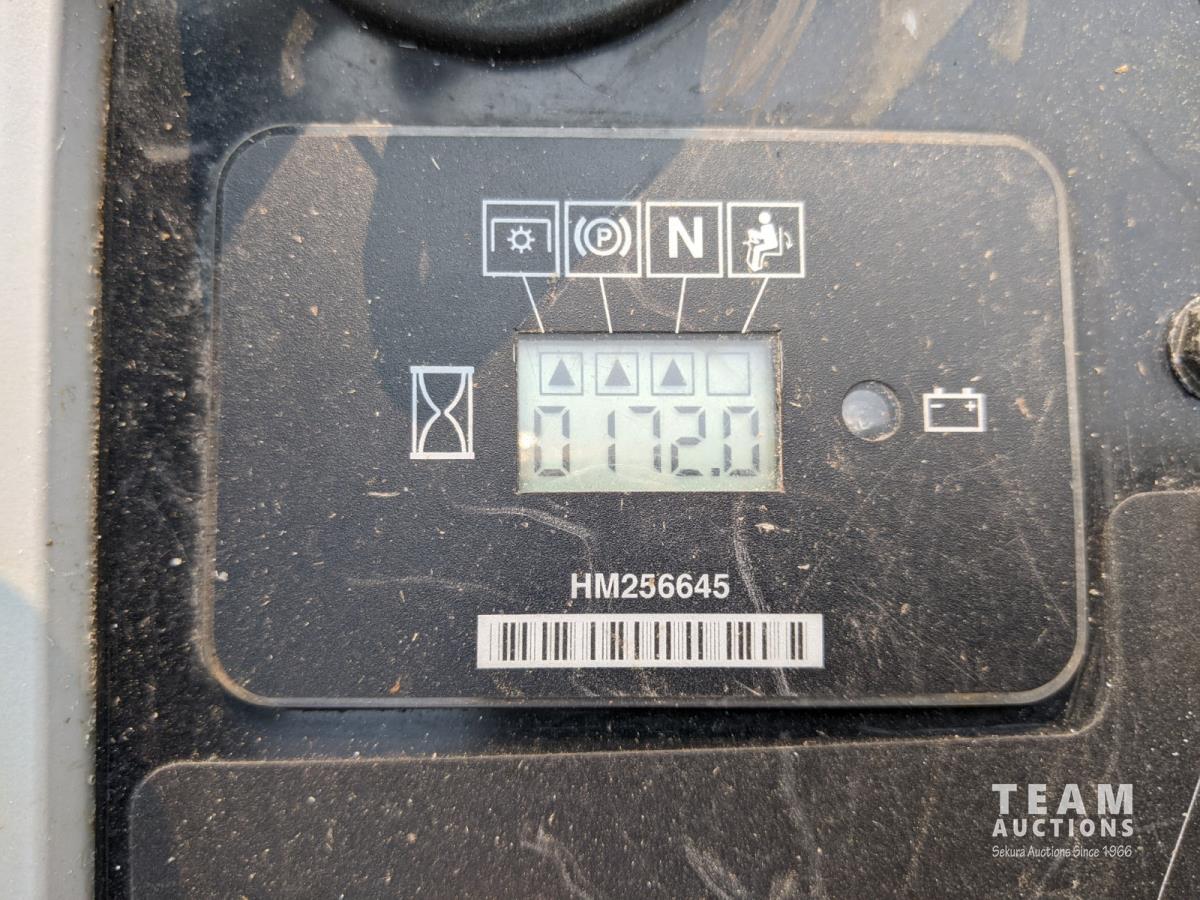 P
N
0172.0
HM256645
TEAM
AUCTIONS
Sekura Auctions Since 1966